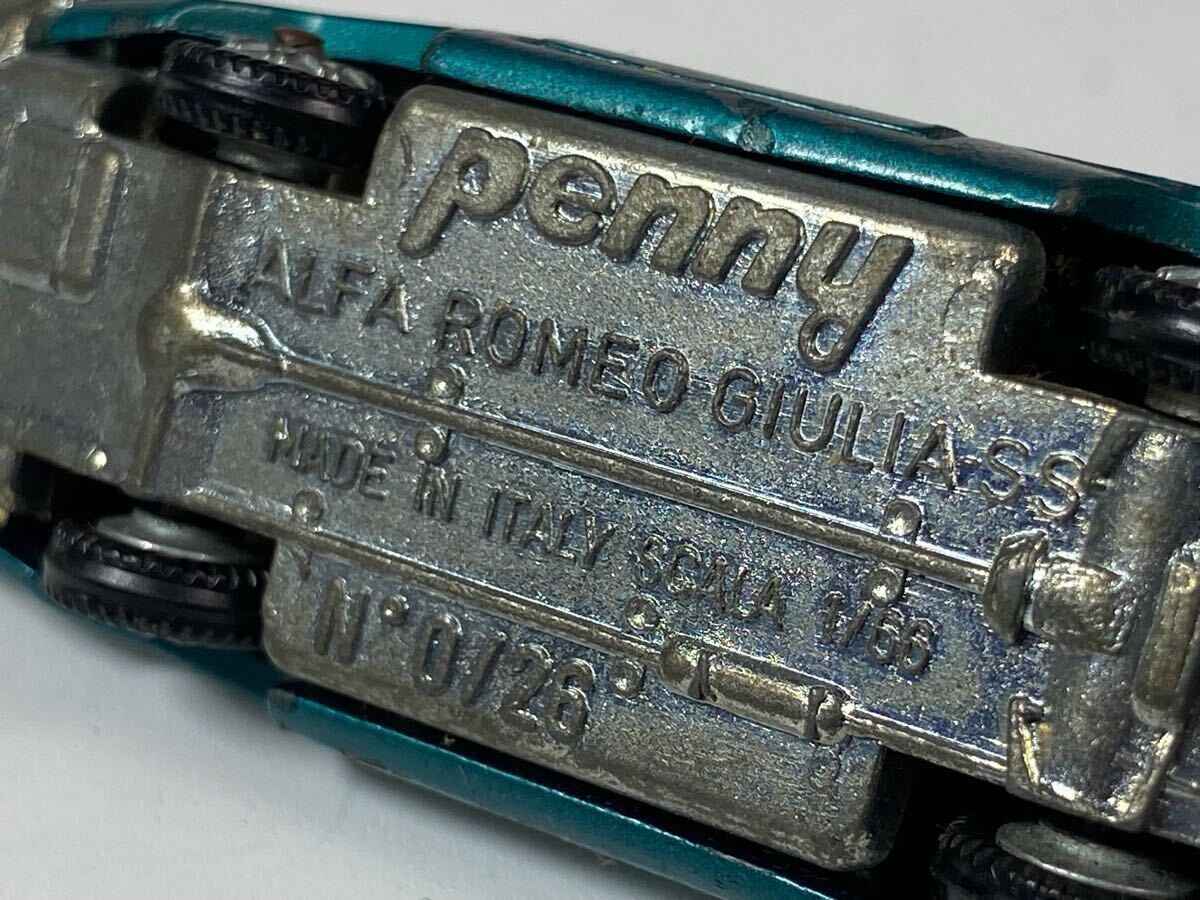 penny
ALFA ROMEO-GIULIA-SS
MADE IN ITALY SCALA 1/66
N° 0/26